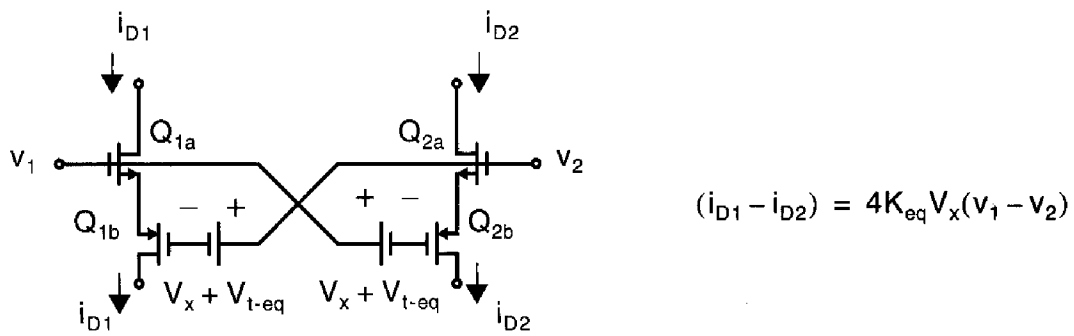 i_D1
i_D2
Q_1a
Q_2a
v_1
v_2
(i_D1 – i_D2) = 4K_eq V_x (v_1 – v_2)
– +
+ –
Q_1b
Q_2b
V_x + V_t-eq
V_x + V_t-eq
i_D1
i_D2